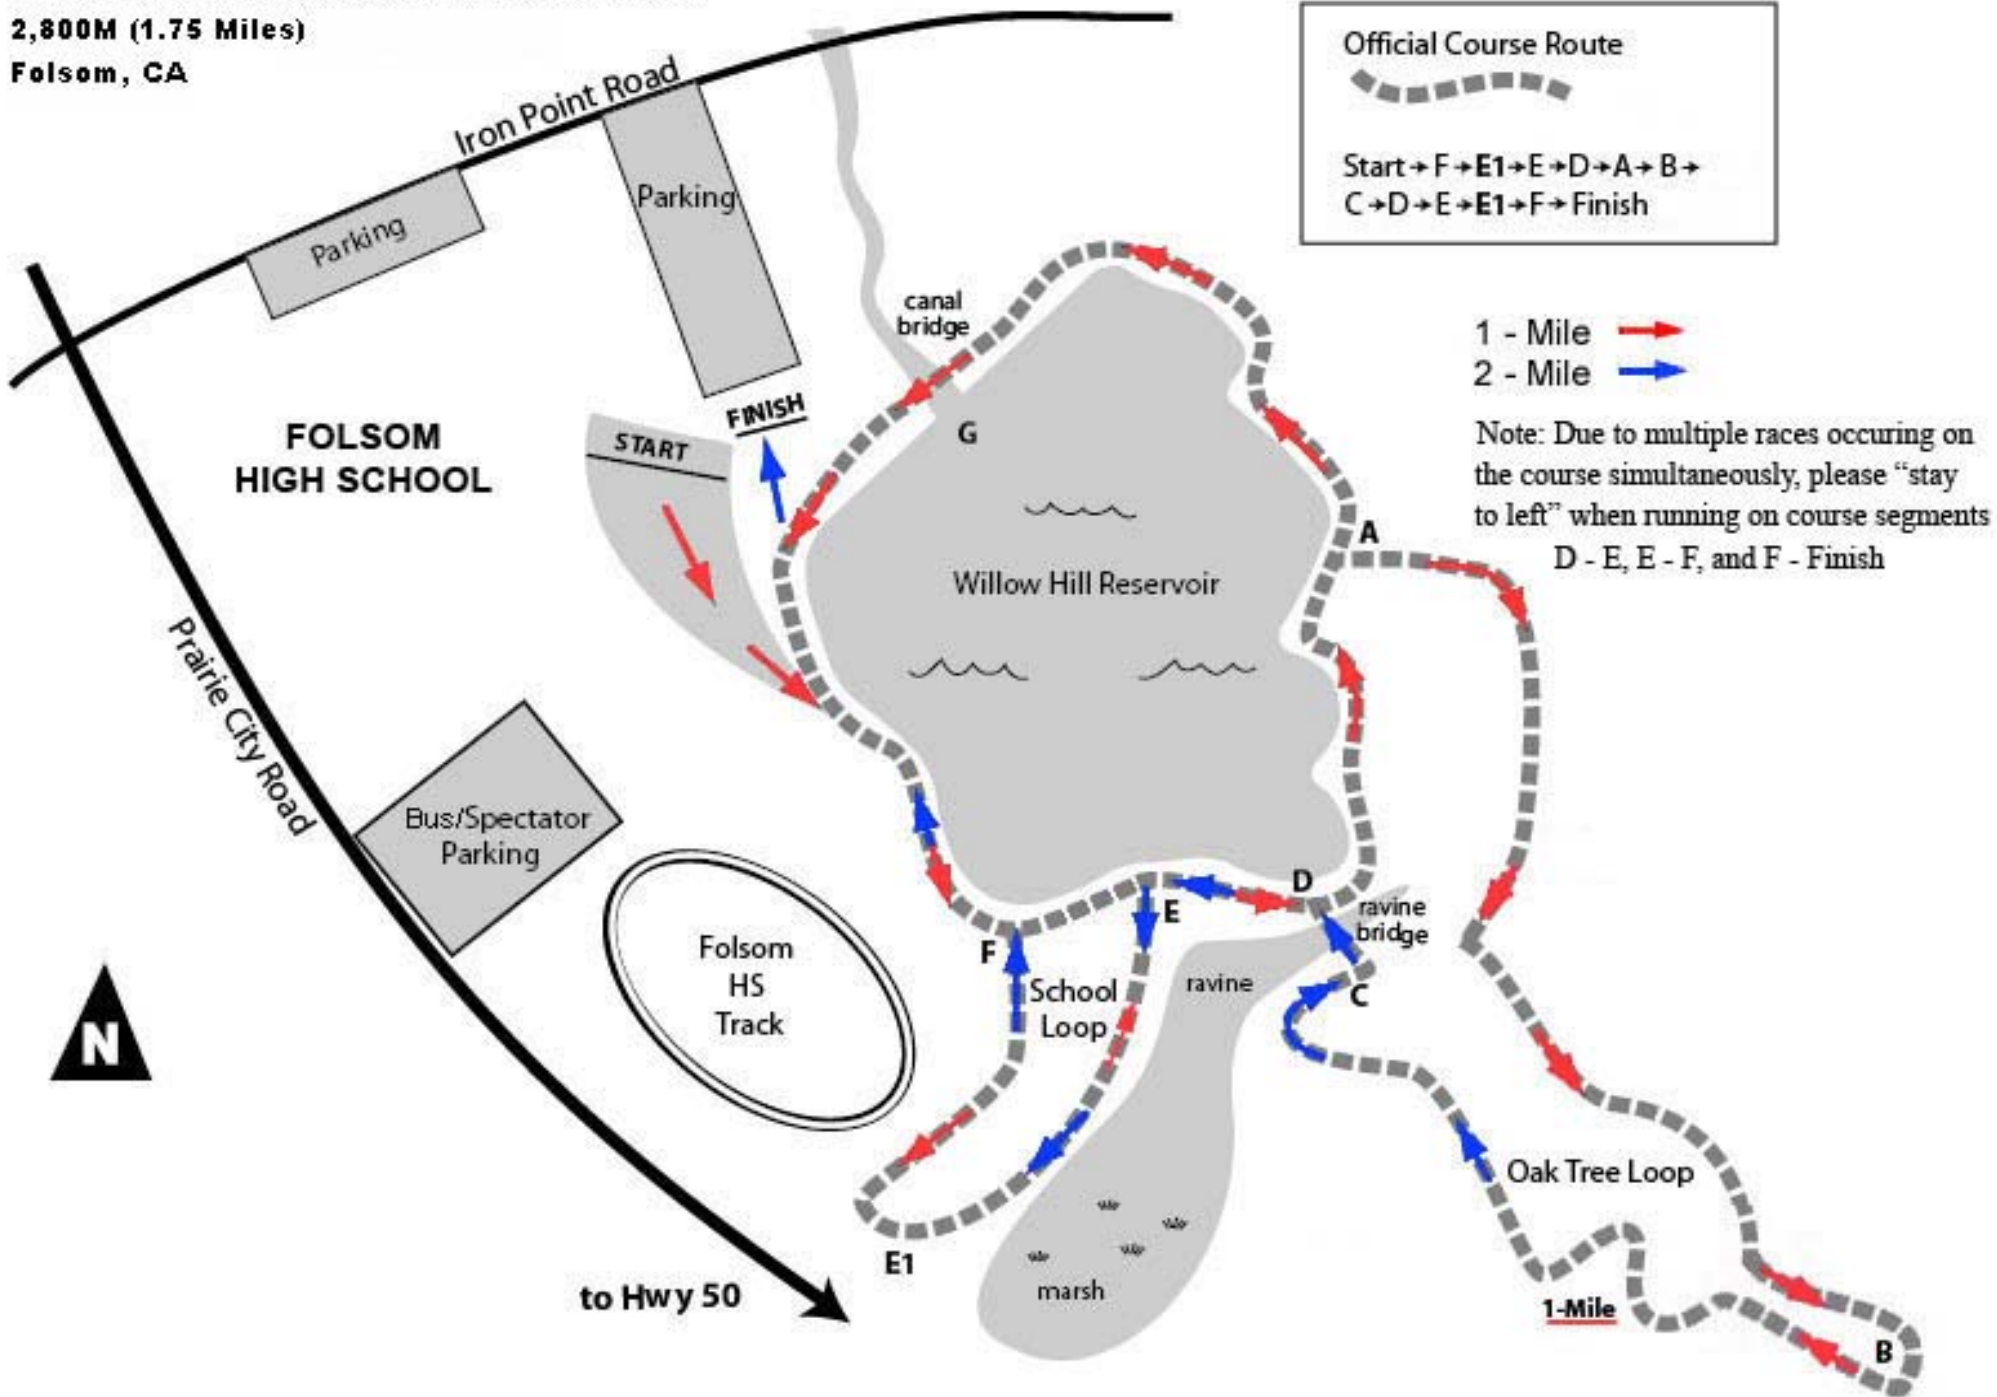 2,800M (1.75 Miles)
Folsom, CA
Official Course Route
Start→F→E1→E→D→A→B→
C→D→E→E1→F→Finish
Iron Point Road
Parking
Parking
canal
bridge
1 - Mile
2 - Mile
FINISH
START
FOLSOM
HIGH SCHOOL
G
Note: Due to multiple races occuring on
the course simultaneously, please “stay
to left” when running on course segments
D - E, E - F, and F - Finish
A
Willow Hill Reservoir
Prairie City Road
Bus/Spectator
Parking
D
E
ravine
bridge
F
Folsom
HS
Track
School
Loop
ravine
C
N
Oak Tree Loop
E1
marsh
to Hwy 50
1-Mile
B